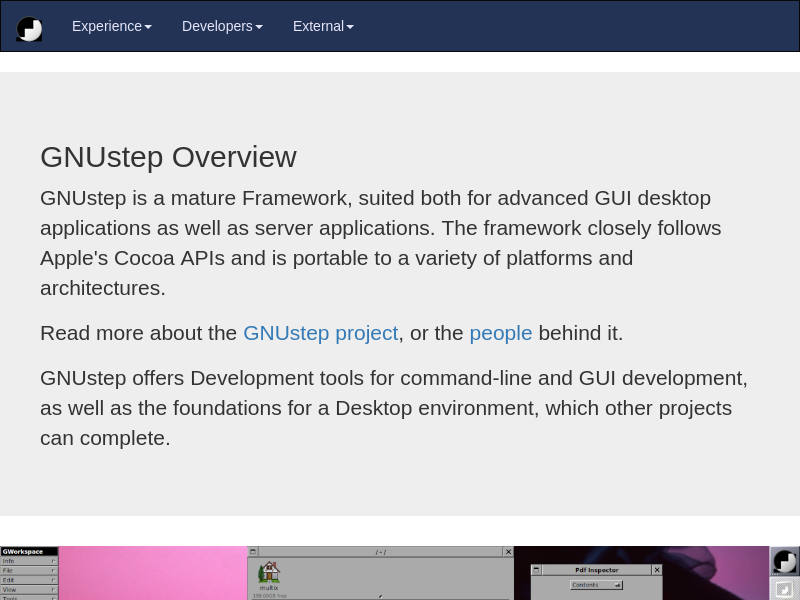 Experience Developers External
GNUstep Overview
GNUstep is a mature Framework, suited both for advanced GUI desktop
applications as well as server applications. The framework closely follows
Apple's Cocoa APIs and is portable to a variety of platforms and
architectures.
Read more about the GNUstep project, or the people behind it.
GNUstep offers Development tools for command-line and GUI development,
as well as the foundations for a Desktop environment, which other projects
can complete.
GWorkspace
Info
File
Edit
View
Tools
/ - /
multix
Pdf Inspector
Contents